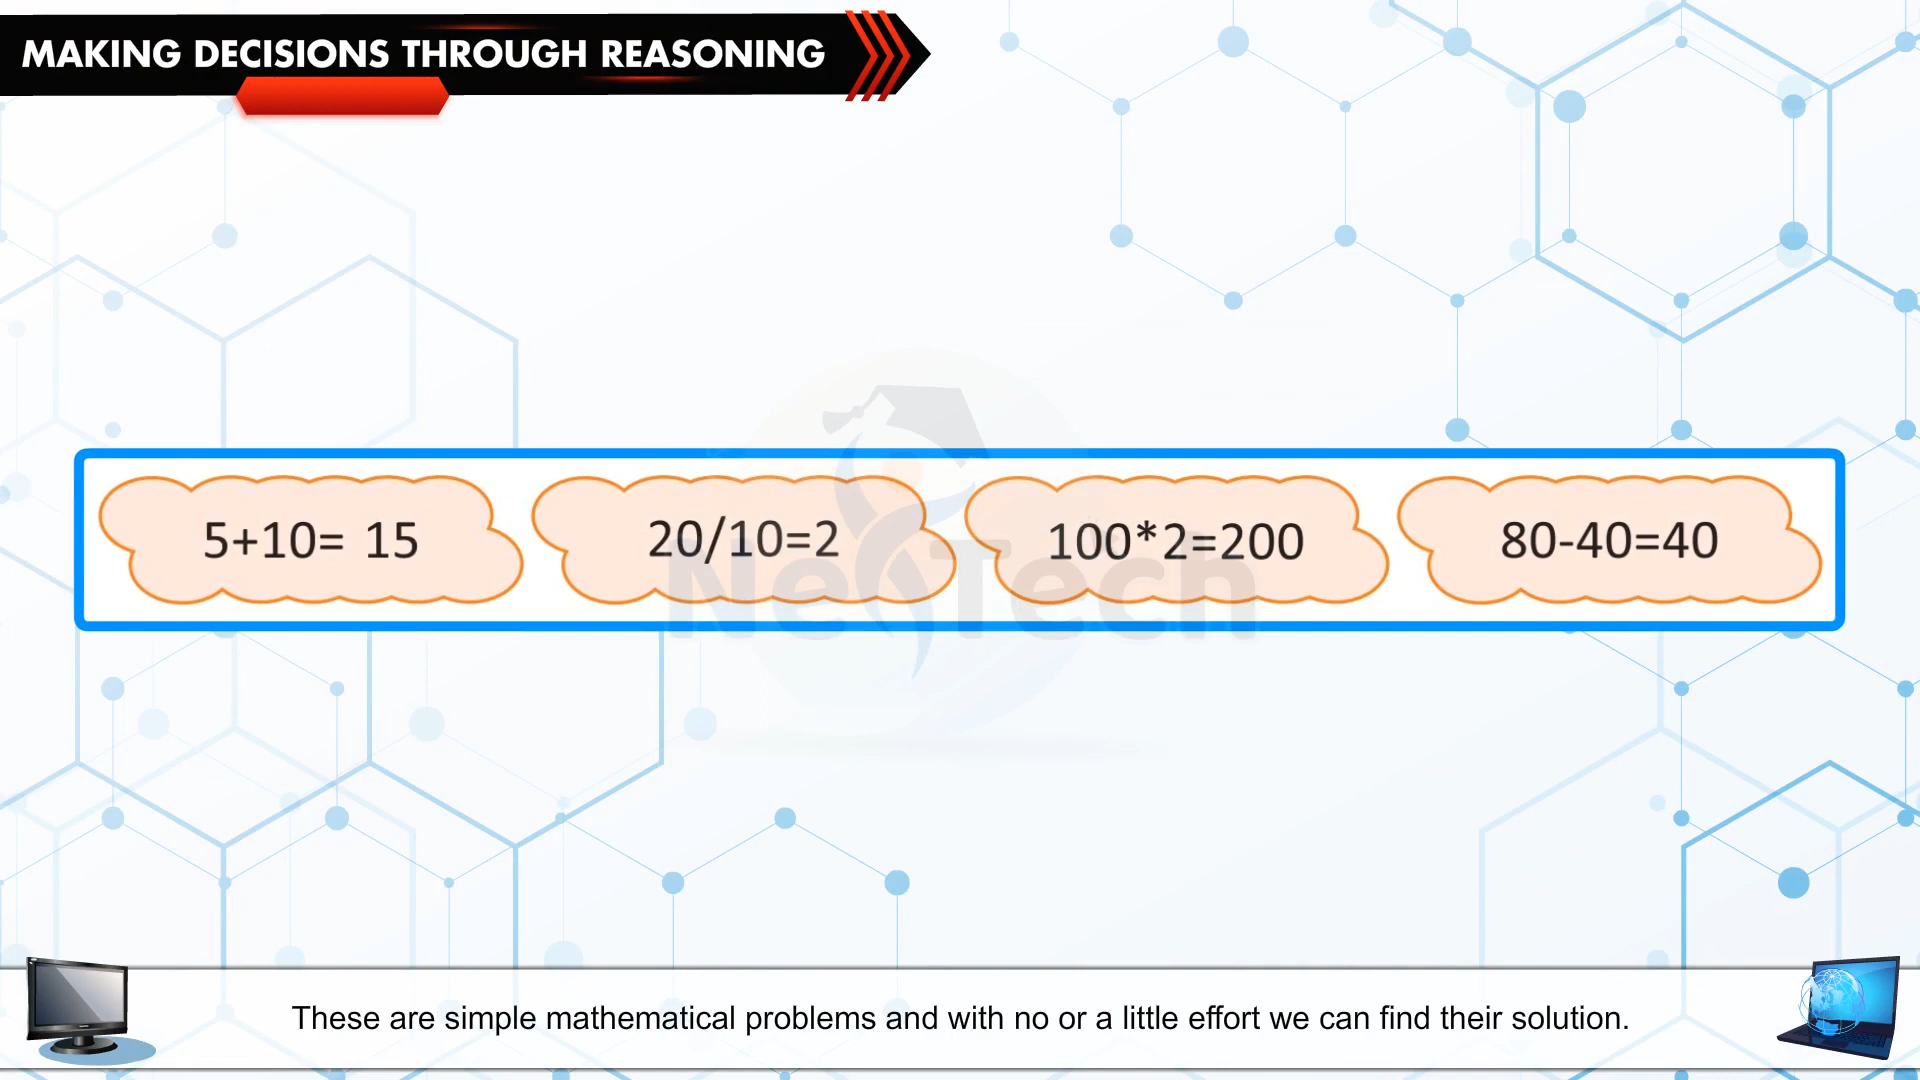 MAKING DECISIONS THROUGH REASONING
5+10= 15
20/10=2
100*2=200
80-40=40
NexTech
These are simple mathematical problems and with no or a little effort we can find their solution.